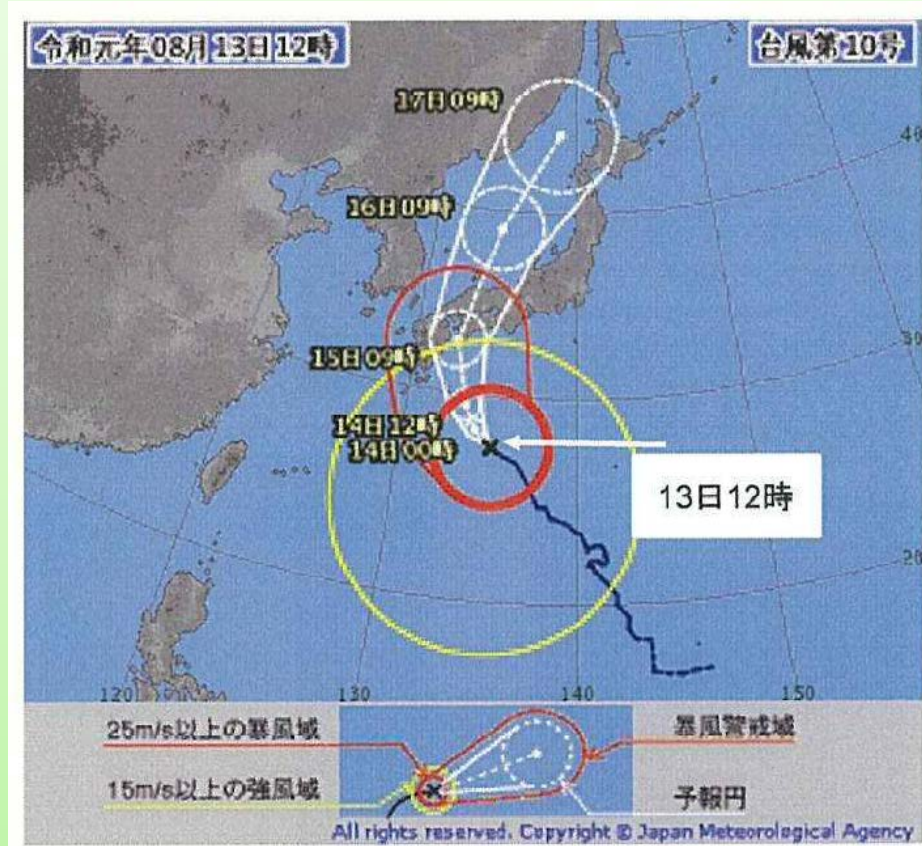 令和元年08月13日12時
台風第10号
17日09時
16日09時
15日09時
14日12時
14日00時
13日12時
40
30
20
120
130
140
150
25m/s以上の暴風域
暴風警戒域
15m/s以上の強風域
予報円
All rights reserved. Copyright © Japan Meteorological Agency